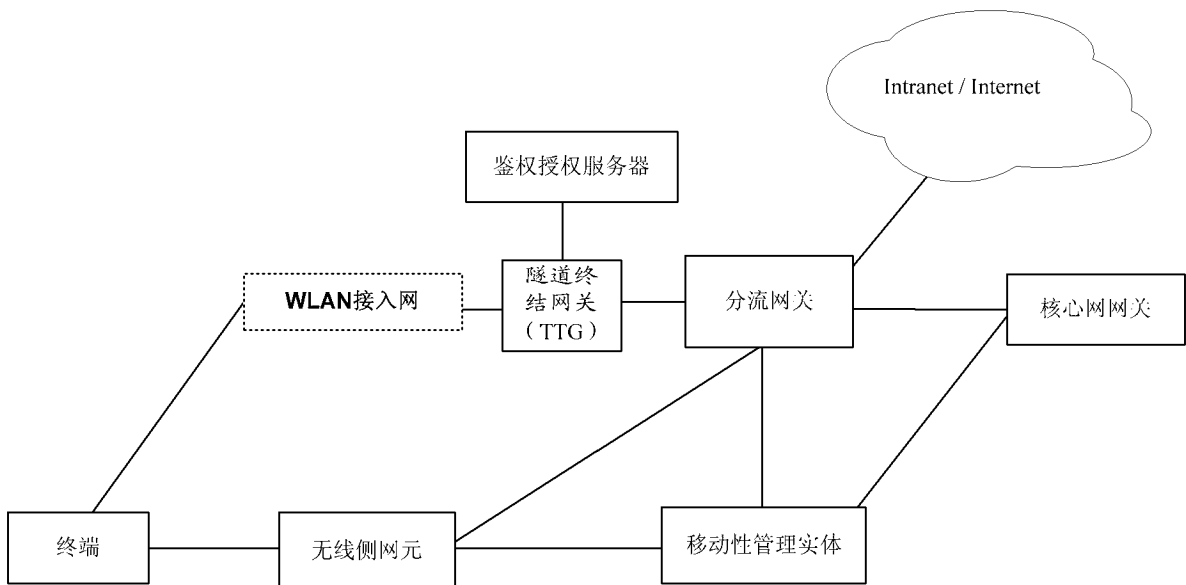 Intranet / Internet
鉴权授权服务器
WLAN接入网
隧道终
结网关
（TTG）
分流网关
核心网网关
终端
无线侧网元
移动性管理实体